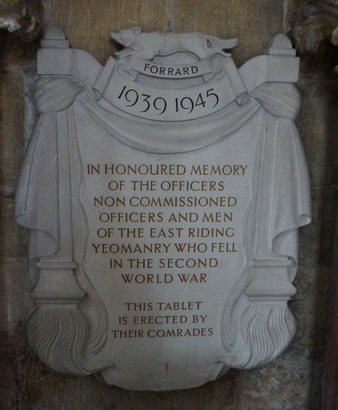 FORRARD
1939 1945
IN HONOURED MEMORY
OF THE OFFICERS
NON COMMISSIONED
OFFICERS AND MEN
OF THE EAST RIDING
YEOMANRY WHO FELL
IN THE SECOND
WORLD WAR
THIS TABLET
IS ERECTED BY
THEIR COMRADES